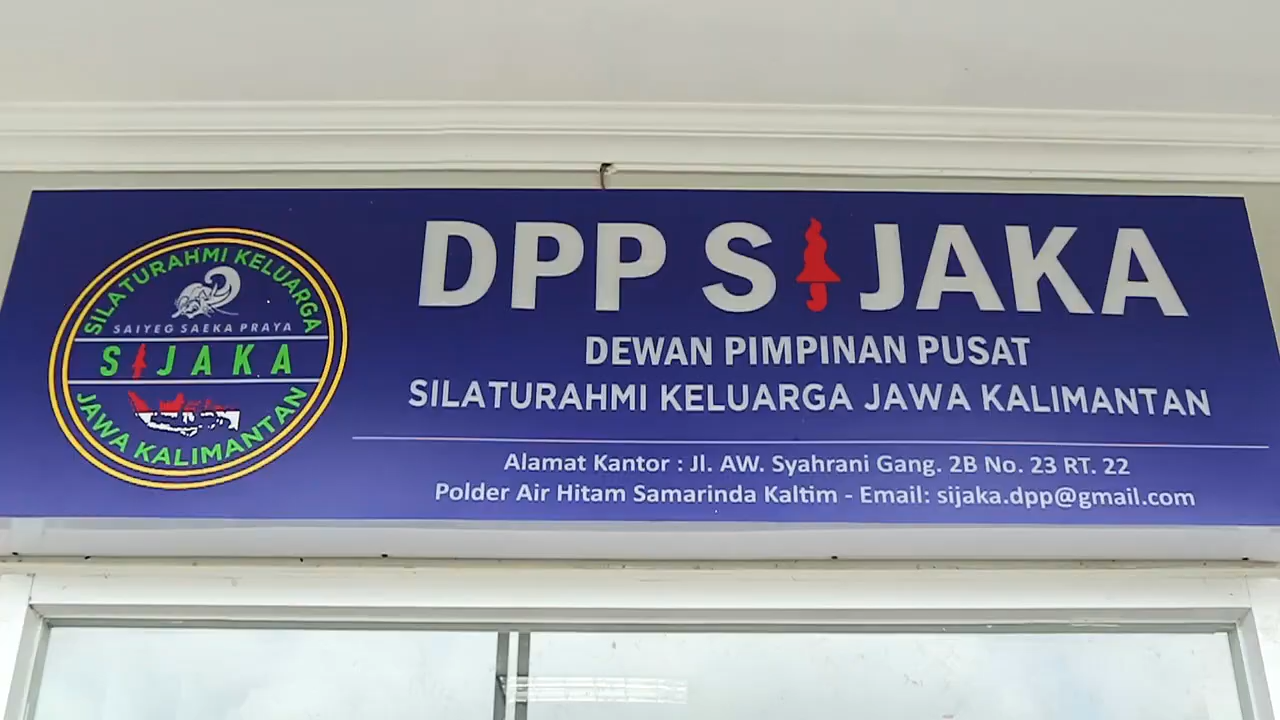 SILATURAHMI KELUARGA
SAIYEG SAEKA PRAYA
SIJAKA
JAWA KALIMANTAN
DPP SIJAKA
DEWAN PIMPINAN PUSAT
SILATURAHMI KELUARGA JAWA KALIMANTAN
Alamat Kantor : Jl. AW. Syahrani Gang. 2B No. 23 RT. 22
Polder Air Hitam Samarinda Kaltim - Email: sijaka.dpp@gmail.com